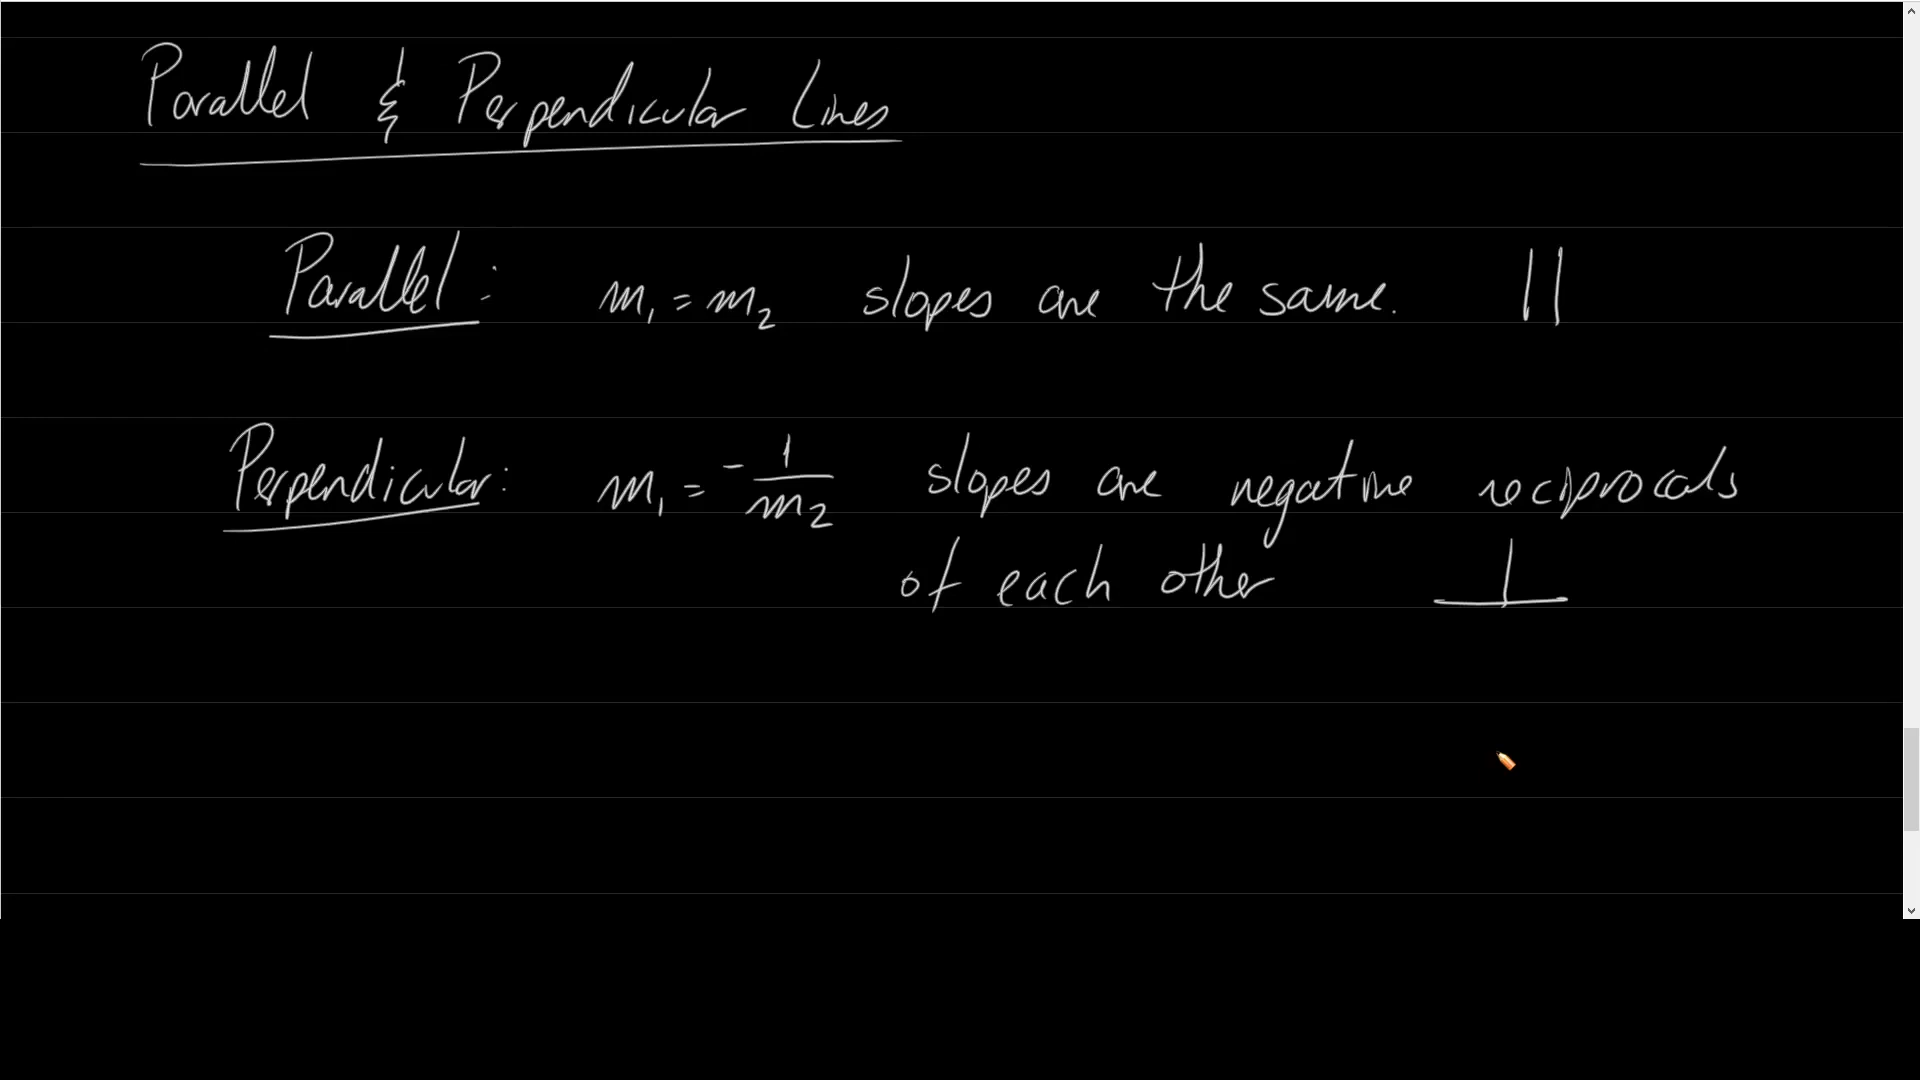 Parallel & Perpendicular Lines
Parallel: m₁ = m₂ slopes are the same. ||
Perpendicular: m₁ = -1/m₂ slopes are negative reciprocals
of each other ⊥